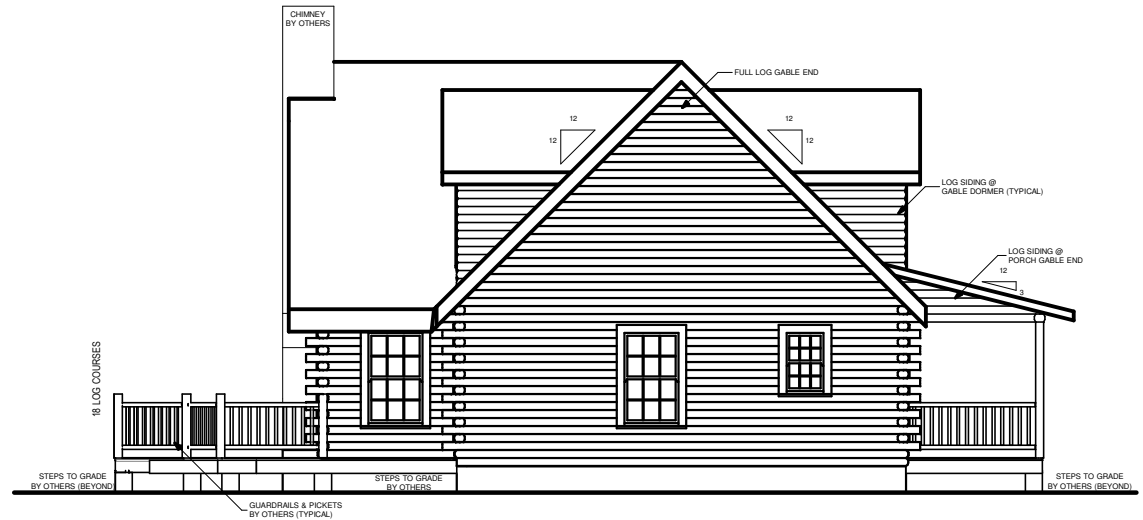 CHIMNEY
BY OTHERS
FULL LOG GABLE END
12
12
12
12
LOG SIDING @
GABLE DORMER (TYPICAL)
LOG SIDING @
PORCH GABLE END
12
3
18 LOG COURSES
STEPS TO GRADE
BY OTHERS (BEYOND)
STEPS TO GRADE
BY OTHERS
STEPS TO GRADE
BY OTHERS (BEYOND)
GUARDRAILS & PICKETS
BY OTHERS (TYPICAL)